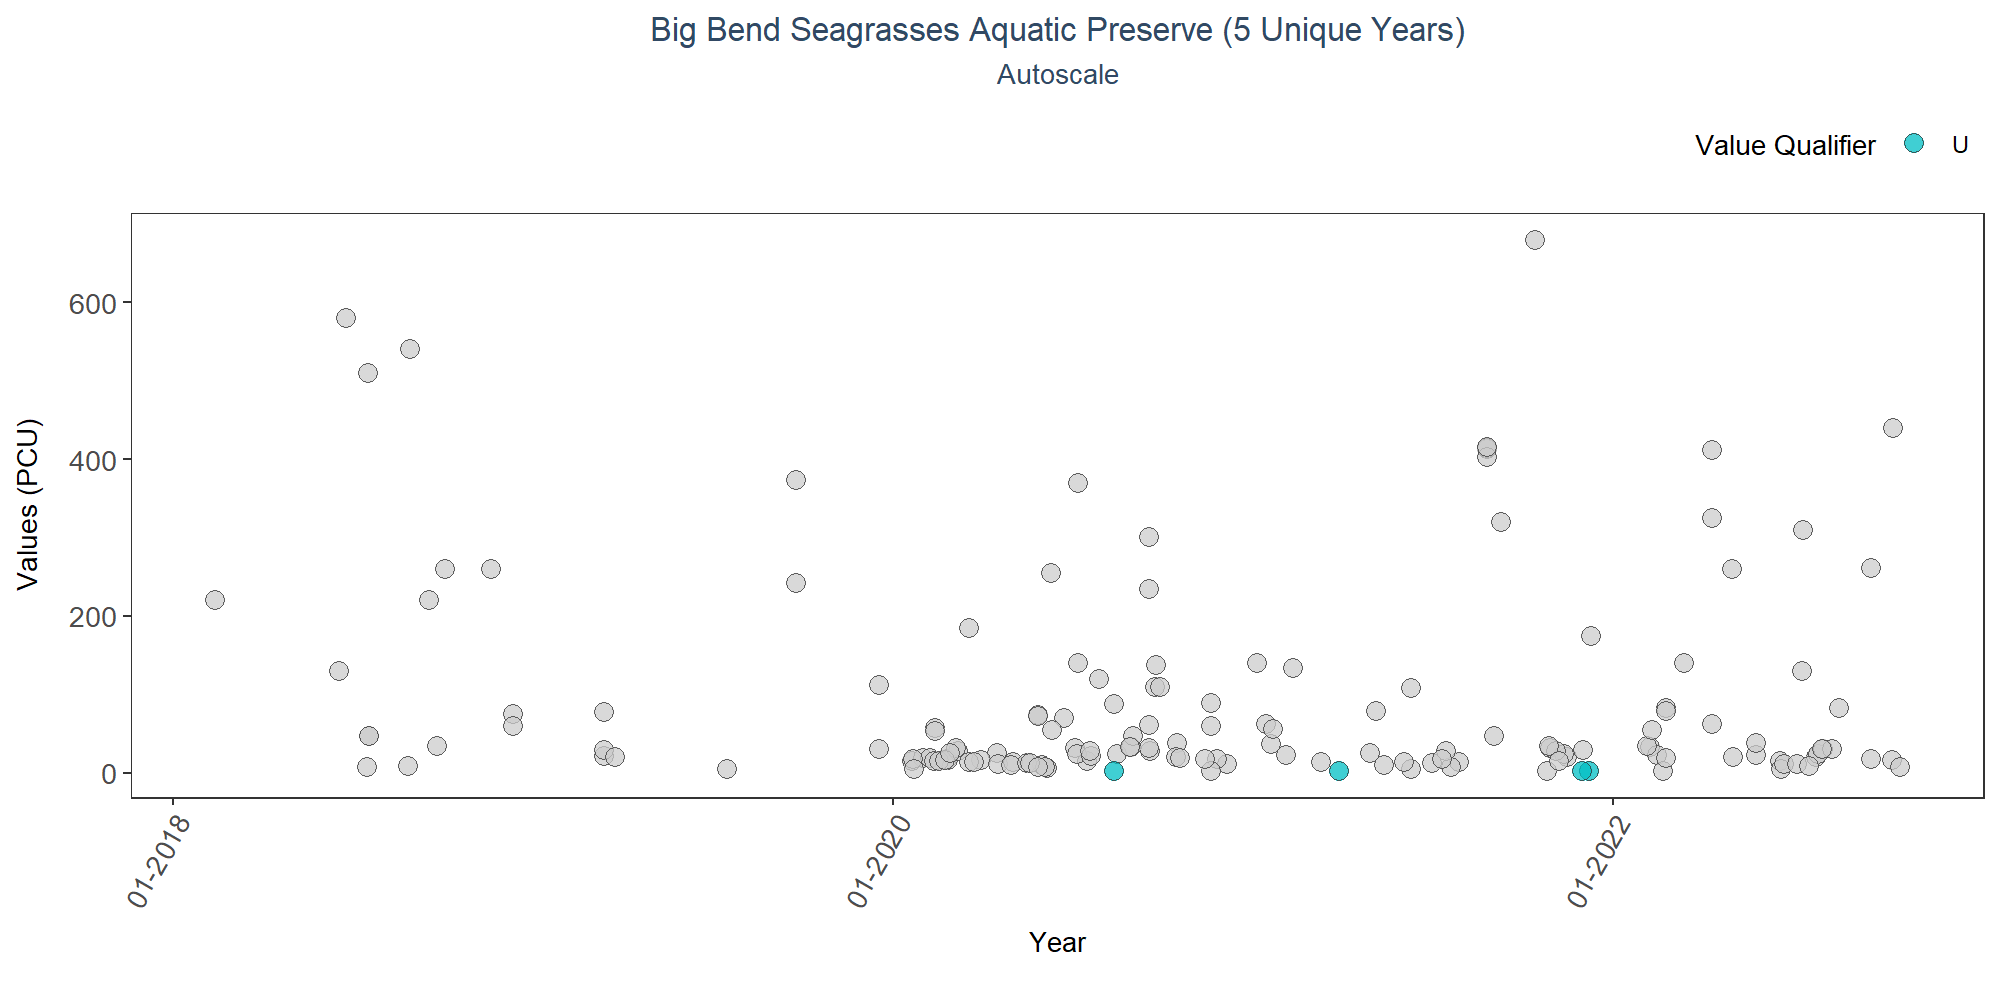 Big Bend Seagrasses Aquatic Preserve (5 Unique Years)
Autoscale
Value Qualifier U
Values (PCU)
600
400
200
0
01-2018
01-2020
01-2022
Year